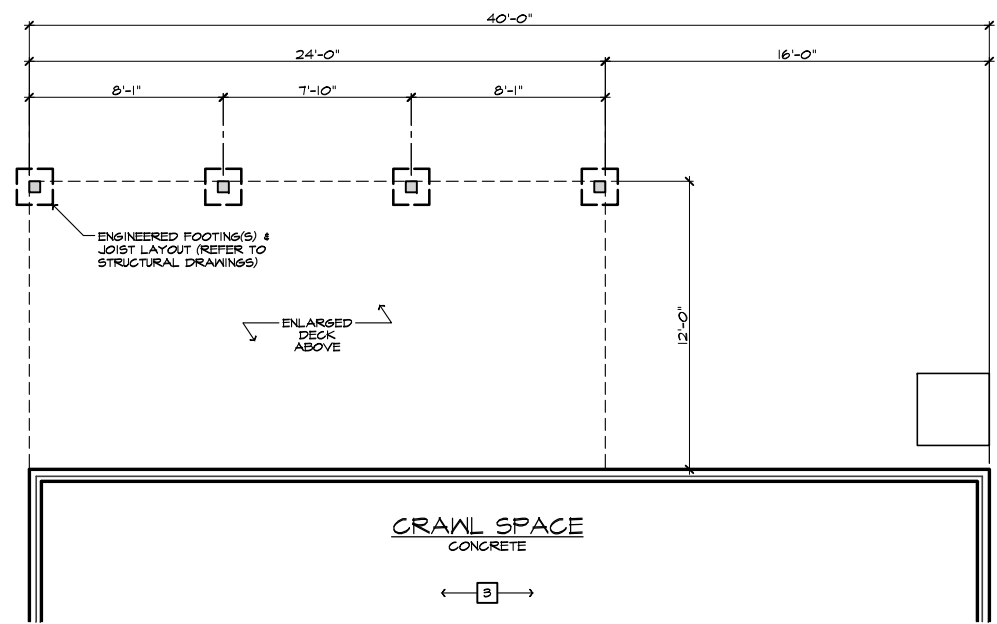 40'-0"
24'-0"
16'-0"
8'-1"
7'-10"
8'-1"
ENGINEERED FOOTING(S) &
JOIST LAYOUT (REFER TO
STRUCTURAL DRAWINGS)
ENLARGED
DECK
ABOVE
12'-0"
CRAWL SPACE
CONCRETE
3